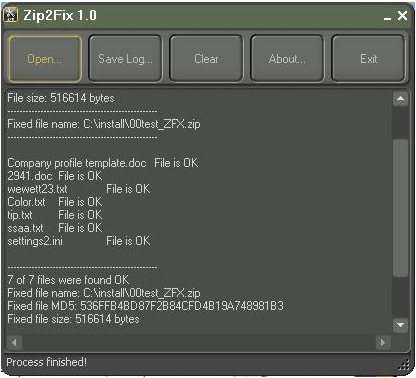 Zip2Fix 1.0
Open... Save Log... Clear About... Exit
File size: 516614 bytes
--------------------------------------------------
Fixed file name: C:\install\00test_ZFX.zip
--------------------------------------------------
Company profile template.doc File is OK
2941.doc File is OK
wewett23.txt File is OK
Color.txt File is OK
tip.txt File is OK
ssaa.txt File is OK
settings2.ini File is OK
--------------------------------------------------
7 of 7 files were found OK
Fixed file name: C:\install\00test_ZFX.zip
Fixed file MD5: 536FFB4BD87F2B84CFD4B19A748981B3
Fixed file size: 516614 bytes
Process finished!